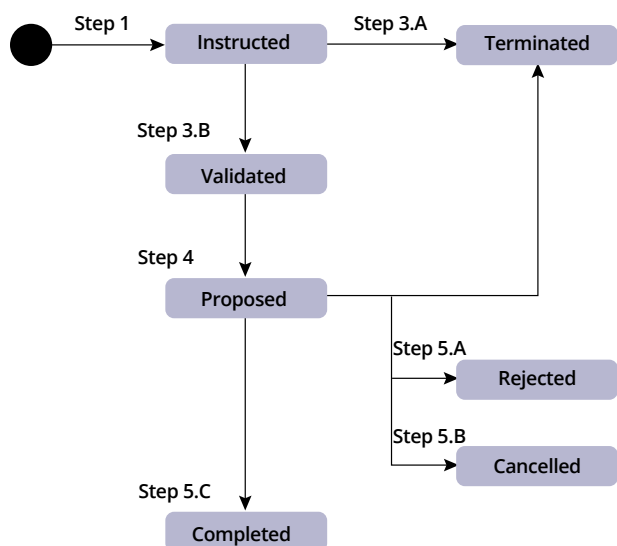 Step 1
Instructed
Step 3.A
Terminated
Step 3.B
Validated
Step 4
Proposed
Step 5.A
Rejected
Step 5.B
Cancelled
Step 5.C
Completed